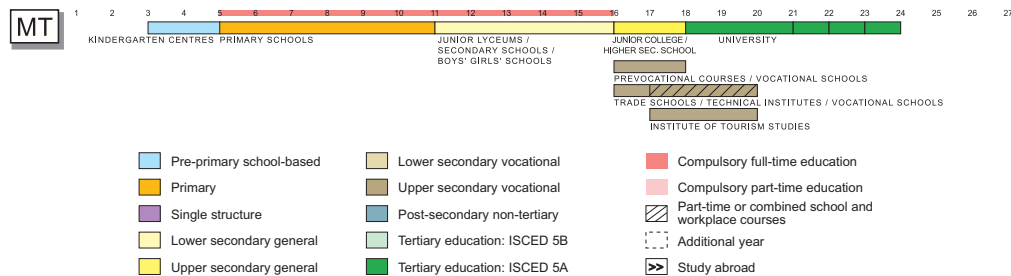 MT
1 2 3 4 5 6 7 8 9 10 11 12 13 14 15 16 17 18 19 20 21 22 23 24 25 26 27
KINDERGARTEN CENTRES PRIMARY SCHOOLS JUNIOR LYCEUMS / JUNIOR COLLEGE / UNIVERSITY
SECONDARY SCHOOLS / HIGHER SEC. SCHOOL
BOYS' GIRLS' SCHOOLS
PREVOCATIONAL COURSES / VOCATIONAL SCHOOLS
TRADE SCHOOLS / TECHNICAL INSTITUTES / VOCATIONAL SCHOOLS
INSTITUTE OF TOURISM STUDIES
Pre-primary school-based
Primary
Single structure
Lower secondary general
Upper secondary general
Lower secondary vocational
Upper secondary vocational
Post-secondary non-tertiary
Tertiary education: ISCED 5B
Tertiary education: ISCED 5A
Compulsory full-time education
Compulsory part-time education
Part-time or combined school and
workplace courses
Additional year
>> Study abroad